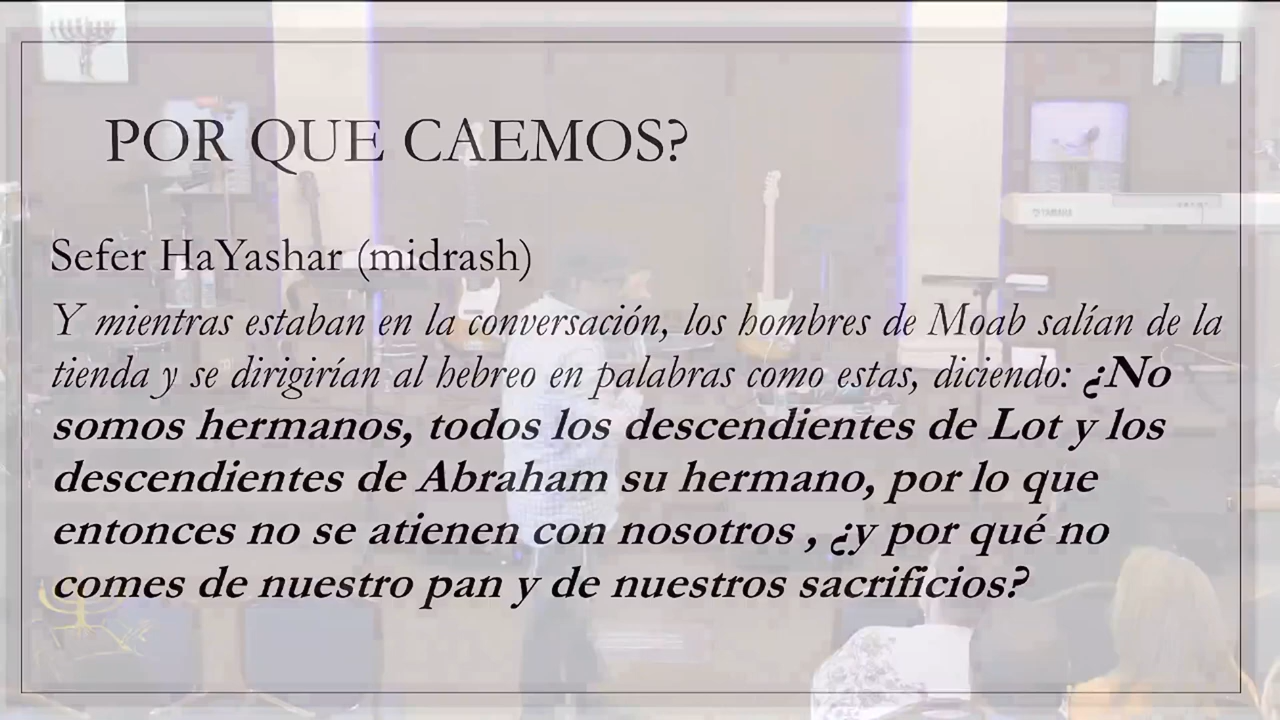 POR QUE CAEMOS?
Sefer HaYashar (midrash)
Y mientras estaban en la conversación, los hombres de Moab salían de la
tienda y se dirigirían al hebreo en palabras como estas, diciendo: ¿No
somos hermanos, todos los descendientes de Lot y los
descendientes de Abraham su hermano, por lo que
entonces no se atienen con nosotros , ¿y por qué no
comes de nuestro pan y de nuestros sacrificios?
YAMAHA